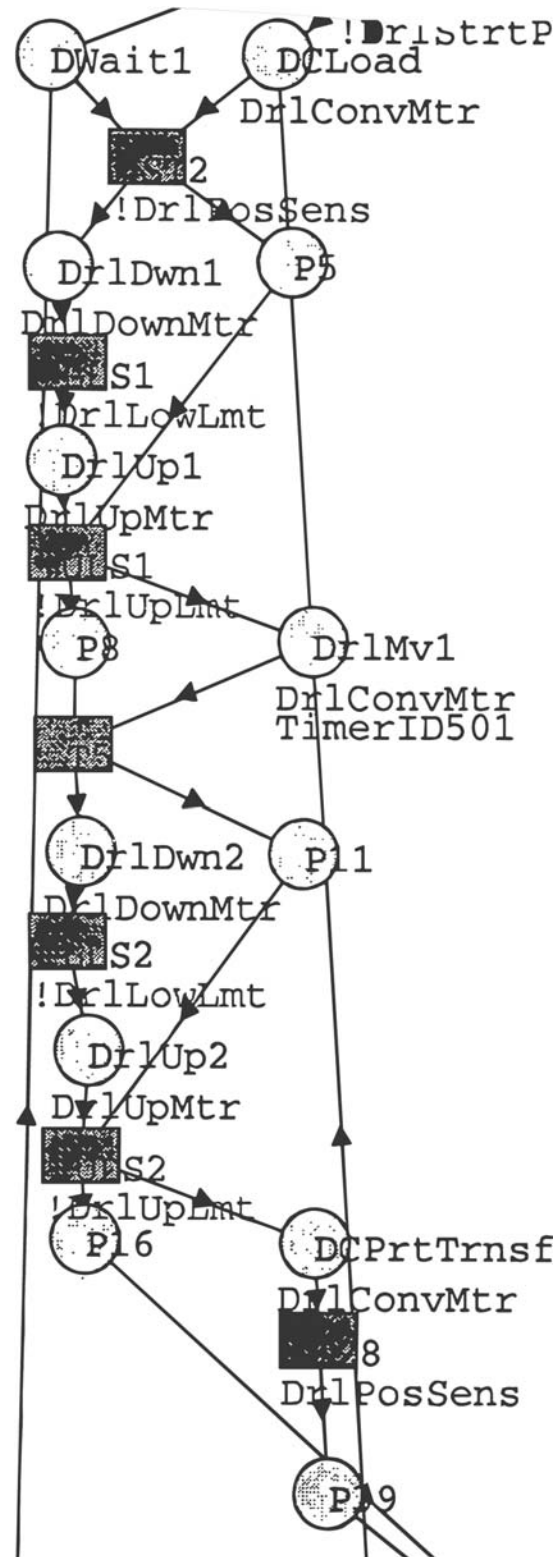 !DrlStrtP
DWait1
DCLoad
DrlConvMtr
2
!DrlPosSens
DrlDwn1
P5
DrlDownMtr
S1
!DrlLowLmt
DrlUp1
DrlUpMtr
S1
!DrlUpLmt
P8
DrlMv1
DrlConvMtr
TimerID501
DrlDwn2
P11
DrlDownMtr
S2
!DrlLowLmt
DrlUp2
DrlUpMtr
S2
!DrlUpLmt
P16
DCPrtTrnsf
DrlConvMtr
8
DrlPosSens
P19